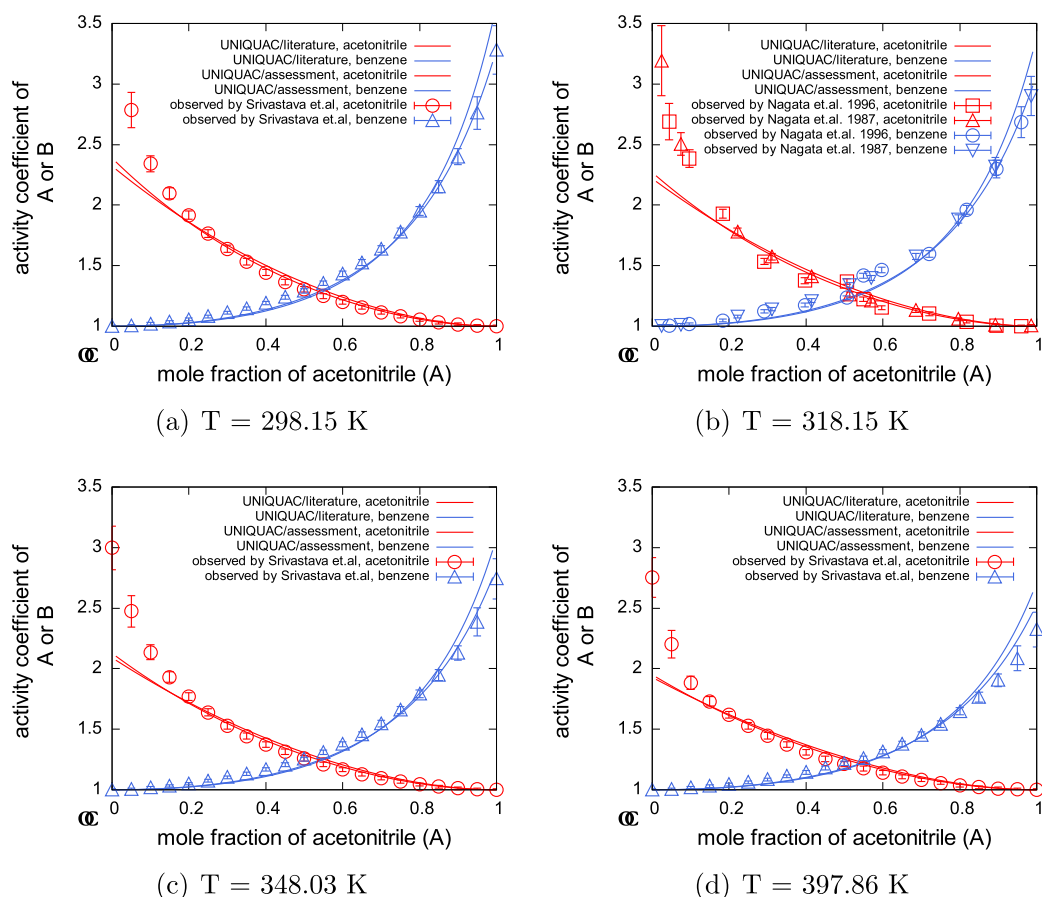 3.5
3
2.5
2
1.5
1
0
0.2
0.4
0.6
0.8
1
activity coefficient of
A or B
mole fraction of acetonitrile (A)
UNIQUAC/literature, acetonitrile
UNIQUAC/literature, benzene
UNIQUAC/assessment, acetonitrile
UNIQUAC/assessment, benzene
observed by Srivastava et.al, acetonitrile
observed by Srivastava et.al, benzene
(a) T = 298.15 K
3.5
3
2.5
2
1.5
1
0
0.2
0.4
0.6
0.8
1
activity coefficient of
A or B
mole fraction of acetonitrile (A)
UNIQUAC/literature, acetonitrile
UNIQUAC/literature, benzene
UNIQUAC/assessment, acetonitrile
UNIQUAC/assessment, benzene
observed by Nagata et.al. 1996, acetonitrile
observed by Nagata et.al. 1987, acetonitrile
observed by Nagata et.al. 1996, benzene
observed by Nagata et.al. 1987, benzene
(b) T = 318.15 K
3.5
3
2.5
2
1.5
1
0
0.2
0.4
0.6
0.8
1
activity coefficient of
A or B
mole fraction of acetonitrile (A)
UNIQUAC/literature, acetonitrile
UNIQUAC/literature, benzene
UNIQUAC/assessment, acetonitrile
UNIQUAC/assessment, benzene
observed by Srivastava et.al, acetonitrile
observed by Srivastava et.al, benzene
(c) T = 348.03 K
3.5
3
2.5
2
1.5
1
0
0.2
0.4
0.6
0.8
1
activity coefficient of
A or B
mole fraction of acetonitrile (A)
UNIQUAC/literature, acetonitrile
UNIQUAC/literature, benzene
UNIQUAC/assessment, acetonitrile
UNIQUAC/assessment, benzene
observed by Srivastava et.al, acetonitrile
observed by Srivastava et.al, benzene
(d) T = 397.86 K